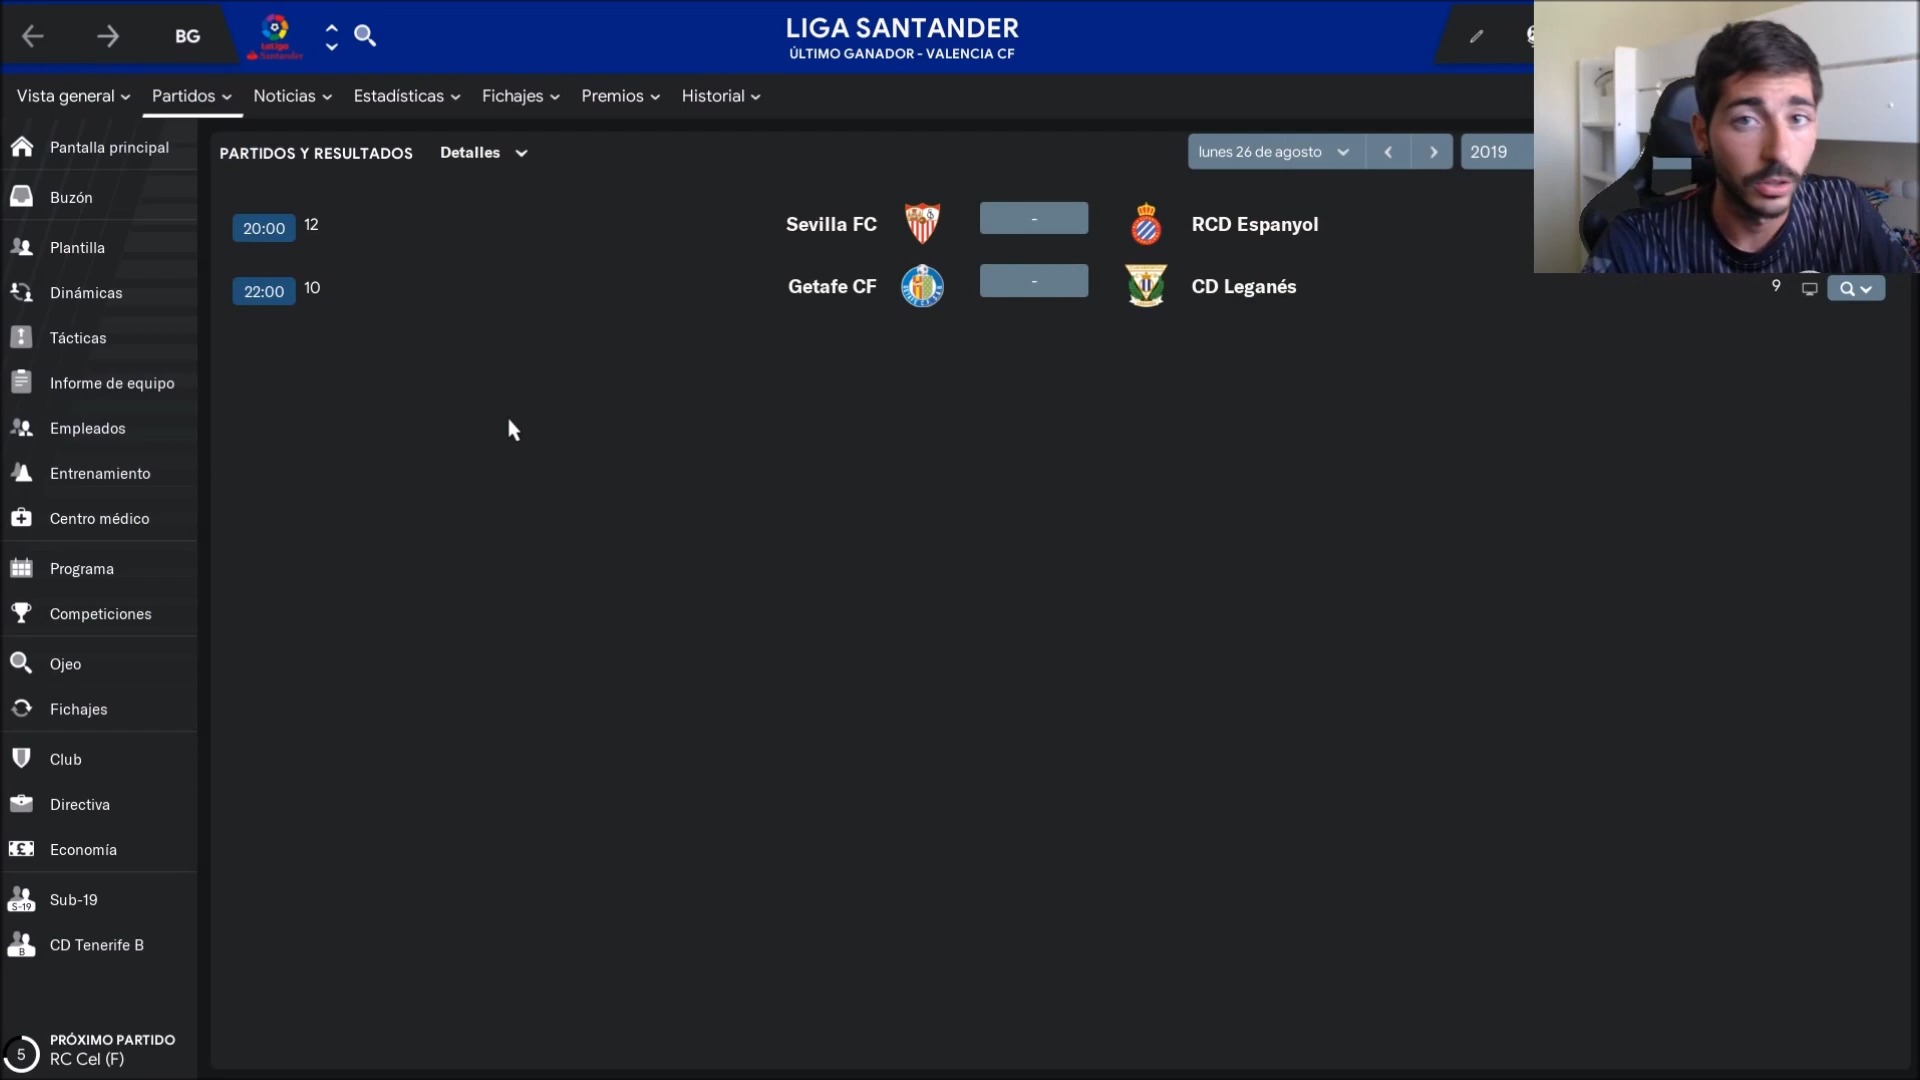 BG
LaLiga
Santander
LIGA SANTANDER
ÚLTIMO GANADOR - VALENCIA CF
Vista general
Partidos
Noticias
Estadísticas
Fichajes
Premios
Historial
Pantalla principal
Buzón
Plantilla
Dinámicas
Tácticas
Informe de equipo
Empleados
Entrenamiento
Centro médico
Programa
Competiciones
Ojeo
Fichajes
Club
Directiva
Economía
S-19
Sub-19
B
CD Tenerife B
5
PRÓXIMO PARTIDO
RC Cel (F)
PARTIDOS Y RESULTADOS
Detalles
lunes 26 de agosto
2019
20:00 12 Sevilla FC - RCD Espanyol
22:00 10 Getafe CF - CD Leganés 9